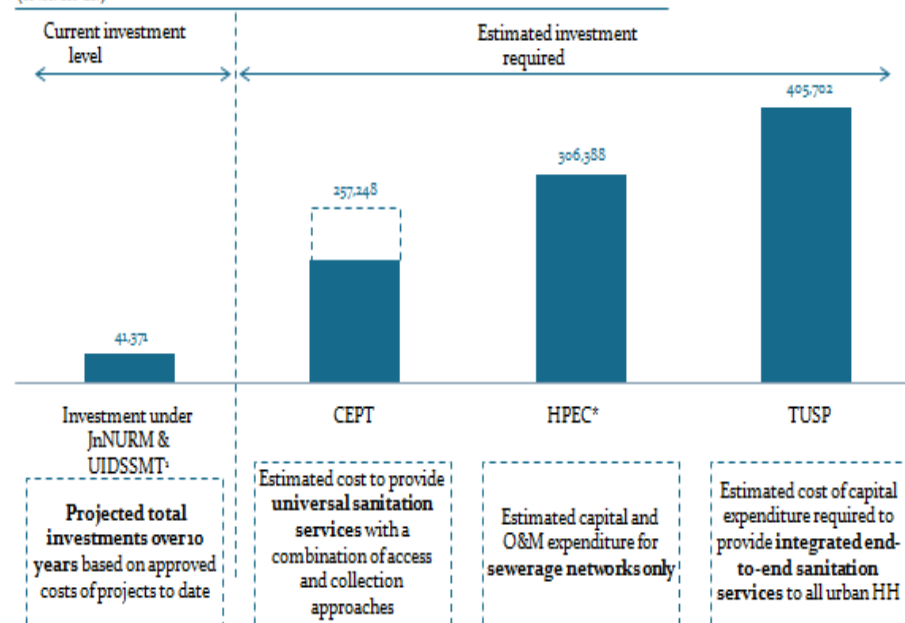 Current investment
level
Estimated investment
required
41,371
257,248
306,388
405,702
Investment under
JnNURM &
UIDSSMT¹
CEPT
HPEC*
TUSP
Projected total
investments over 10
years based on approved
costs of projects to date
Estimated cost to provide
universal sanitation
services with a
combination of access
and collection
approaches
Estimated capital and
O&M expenditure for
sewerage networks only
Estimated cost of capital
expenditure required to
provide integrated end-
to-end sanitation
services to all urban HH